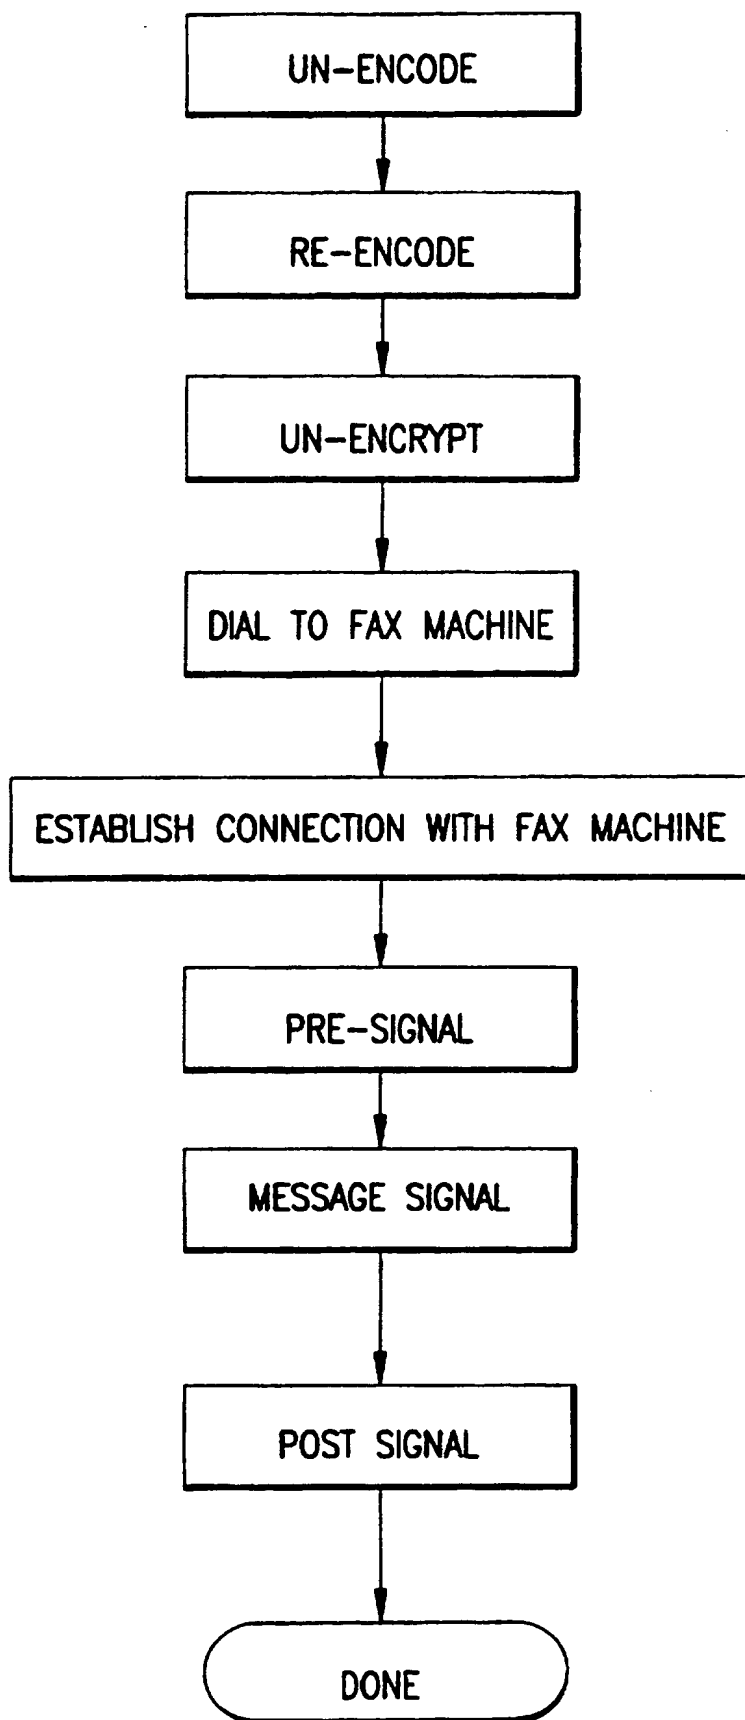 UN-ENCODE
RE-ENCODE
UN-ENCRYPT
DIAL TO FAX MACHINE
ESTABLISH CONNECTION WITH FAX MACHINE
PRE-SIGNAL
MESSAGE SIGNAL
POST SIGNAL
DONE